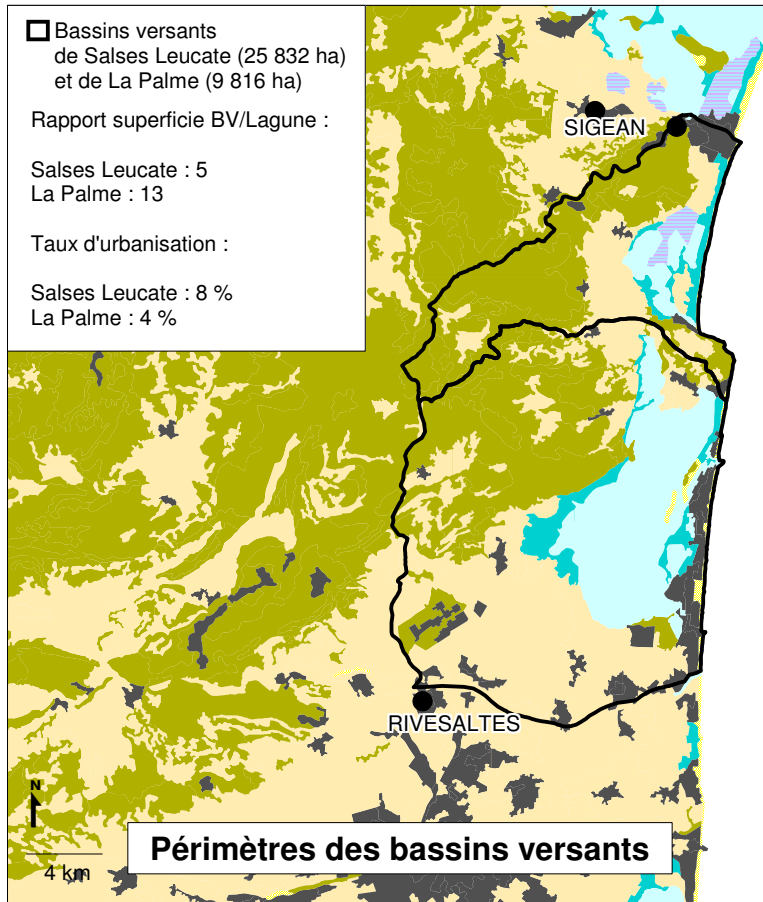 Bassins versants
de Salses Leucate (25 832 ha)
et de La Palme (9 816 ha)
Rapport superficie BV/Lagune :
Salses Leucate : 5
La Palme : 13
Taux d'urbanisation :
Salses Leucate : 8 %
La Palme : 4 %
SIGEAN
RIVESALTES
N
Périmètres des bassins versants
4 km